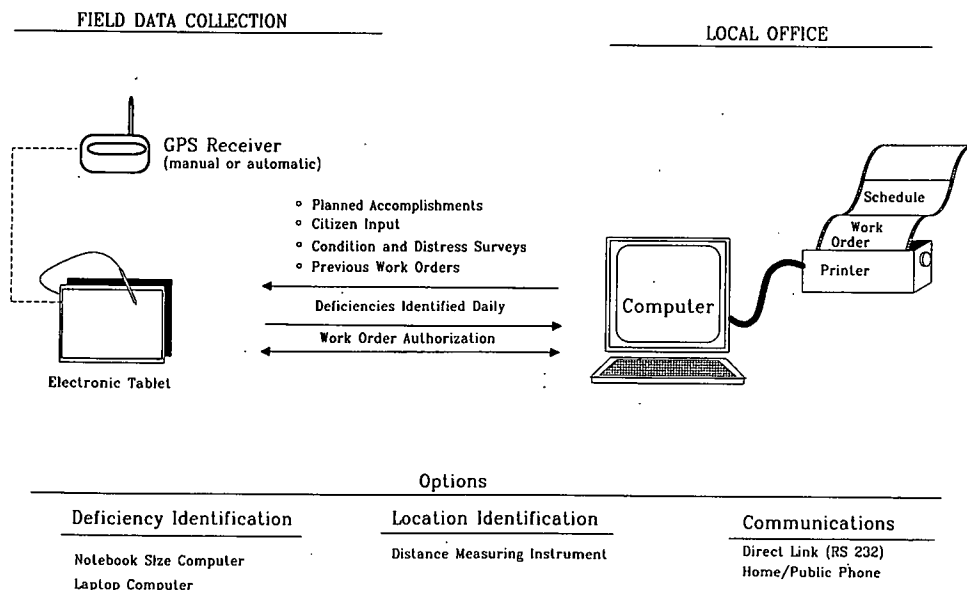 FIELD DATA COLLECTION
LOCAL OFFICE
GPS Receiver
(manual or automatic)
Schedule
Work
Order
Printer
Planned Accomplishments
Citizen Input
Condition and Distress Surveys
Previous Work Orders
Computer
Deficiencies Identified Daily
Work Order Authorization
Electronic Tablet
Options
Deficiency Identification
Notebook Size Computer
Laptop Computer
Location Identification
Distance Measuring Instrument
Communications
Direct Link (RS 232)
Home/Public Phone